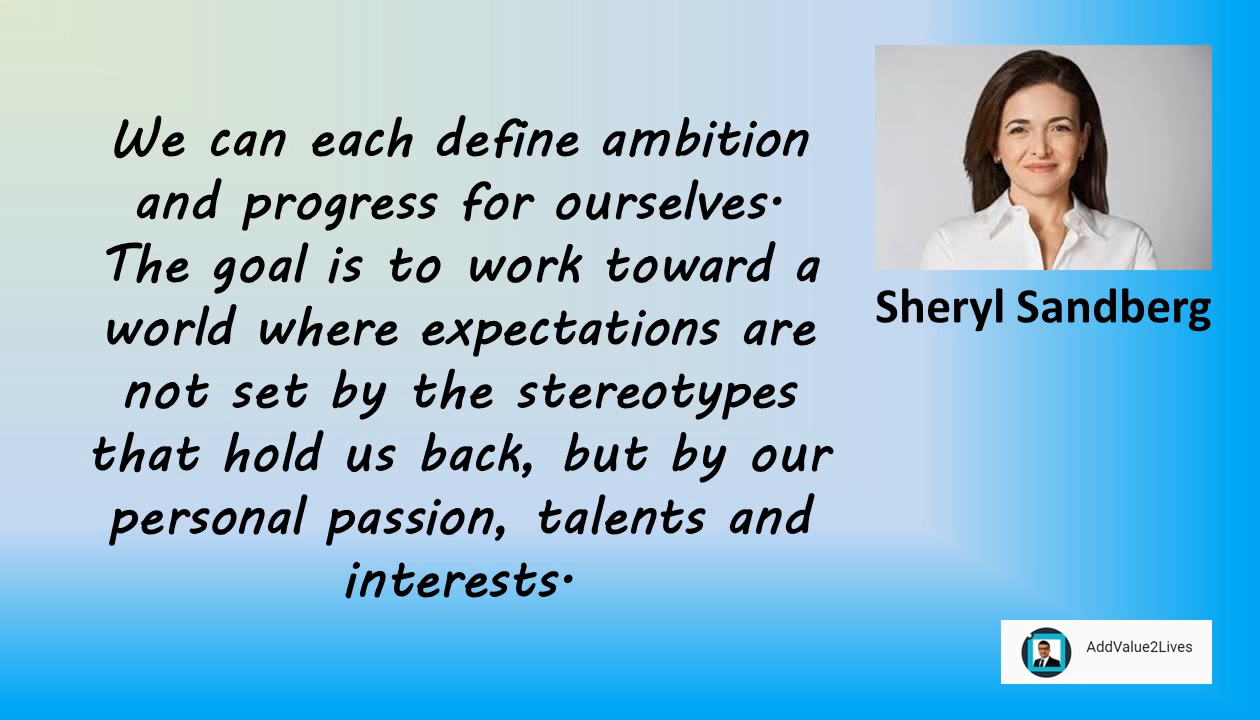 We can each define ambition
and progress for ourselves.
The goal is to work toward a
world where expectations are
not set by the stereotypes
that hold us back, but by our
personal passion, talents and
interests.
Sheryl Sandberg
AddValue2Lives